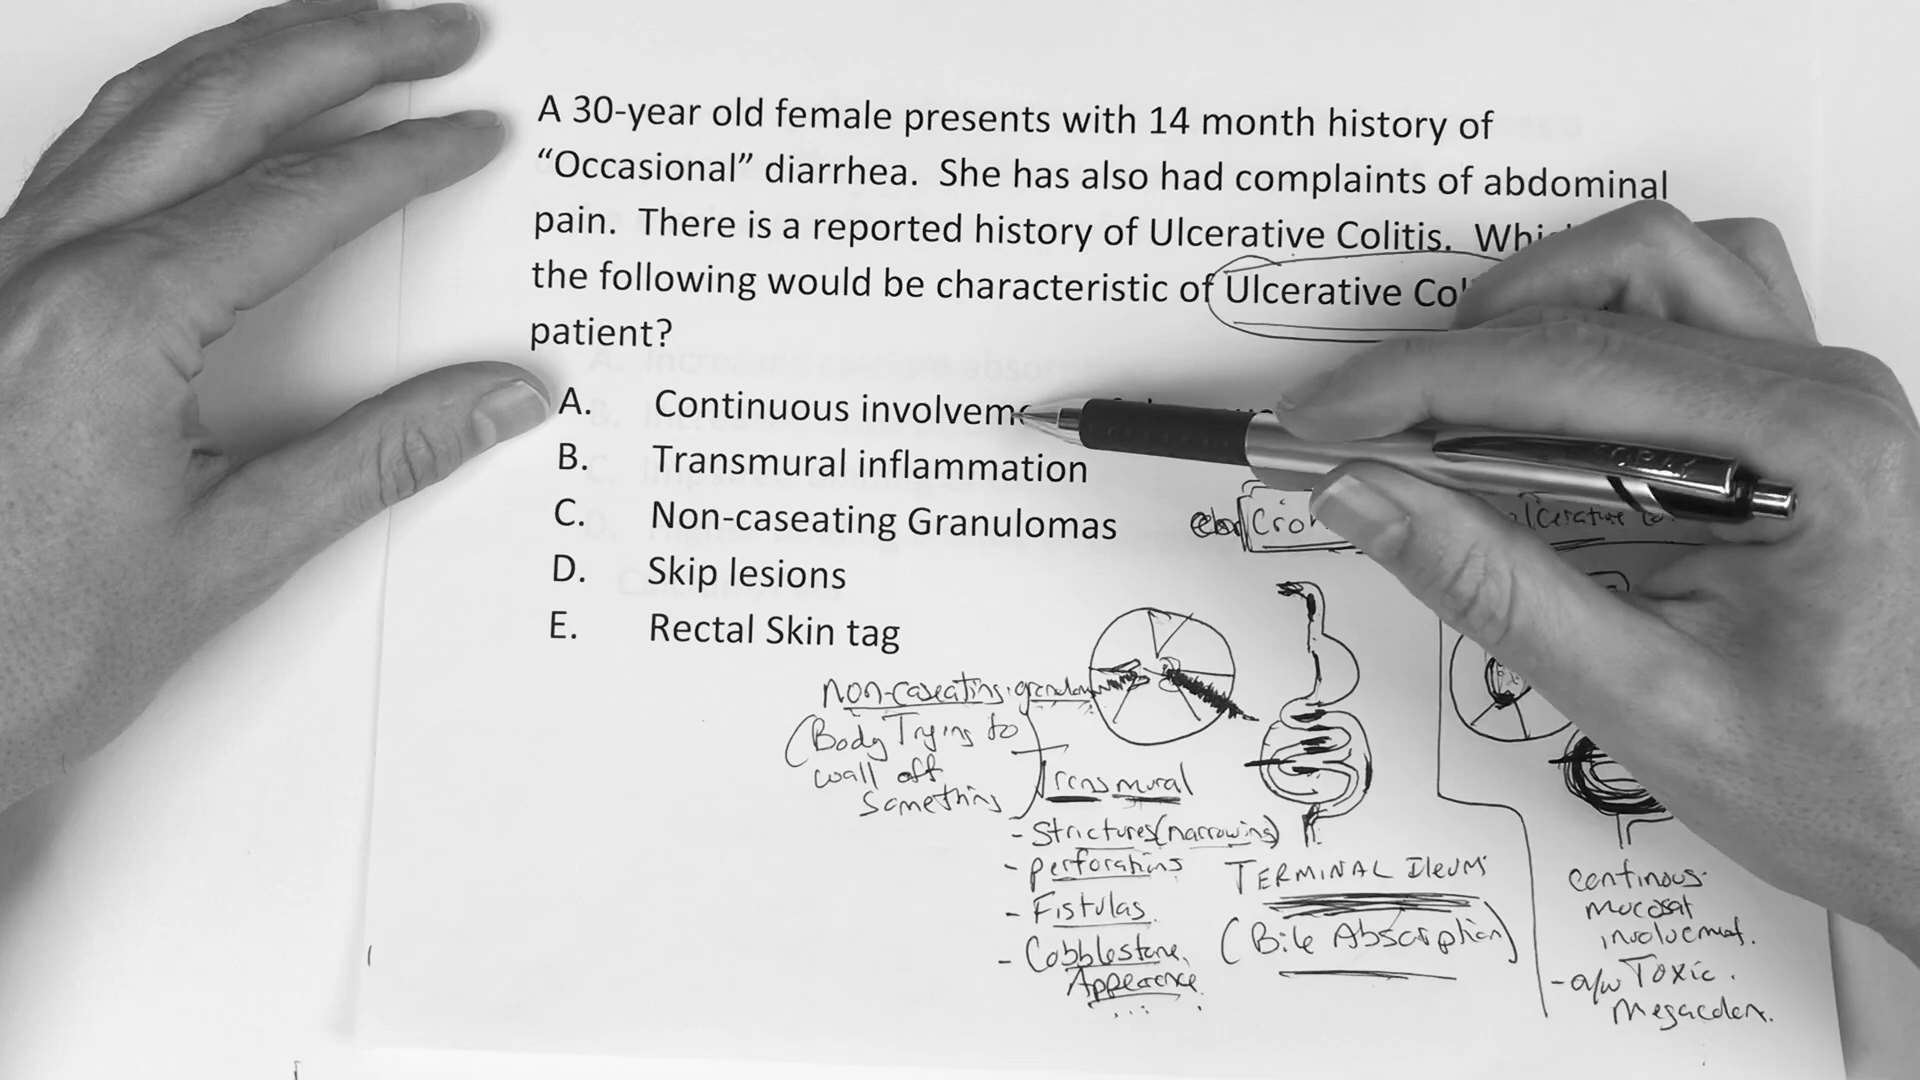 A 30-year old female presents with 14 month history of
“Occasional” diarrhea. She has also had complaints of abdominal
pain. There is a reported history of Ulcerative Colitis.
the following would be characteristic of Ulcerative
patient?
A. Continuous
B. Transmural inflammation
C. Non-caseating Granulomas
D. Skip lesions
E. Rectal Skin tag
non-caseating
(Body Trying to
wall off
something
Transmural
- Strictures (narrowing)
- perforations
- Fistulas
- Cobblestone
Appearence
...
TERMINAL Ileum
(Bile Absorption)
continous
mucosal
involvement.
- a/w Toxic
Megacolon.